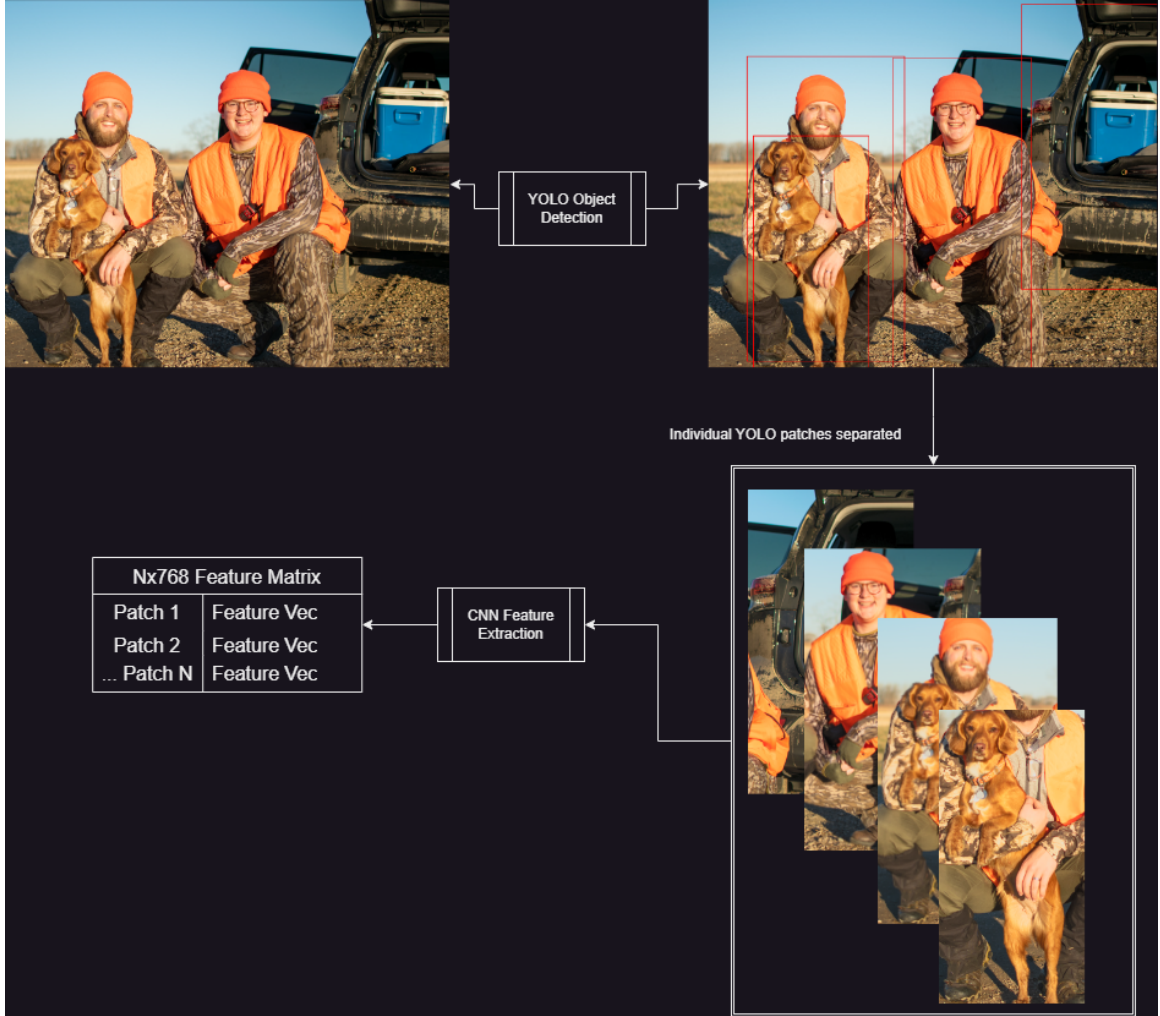 YOLO Object
Detection
Individual YOLO patches separated
Nx768 Feature Matrix
Patch 1 Feature Vec
Patch 2 Feature Vec
... Patch N Feature Vec
CNN Feature
Extraction